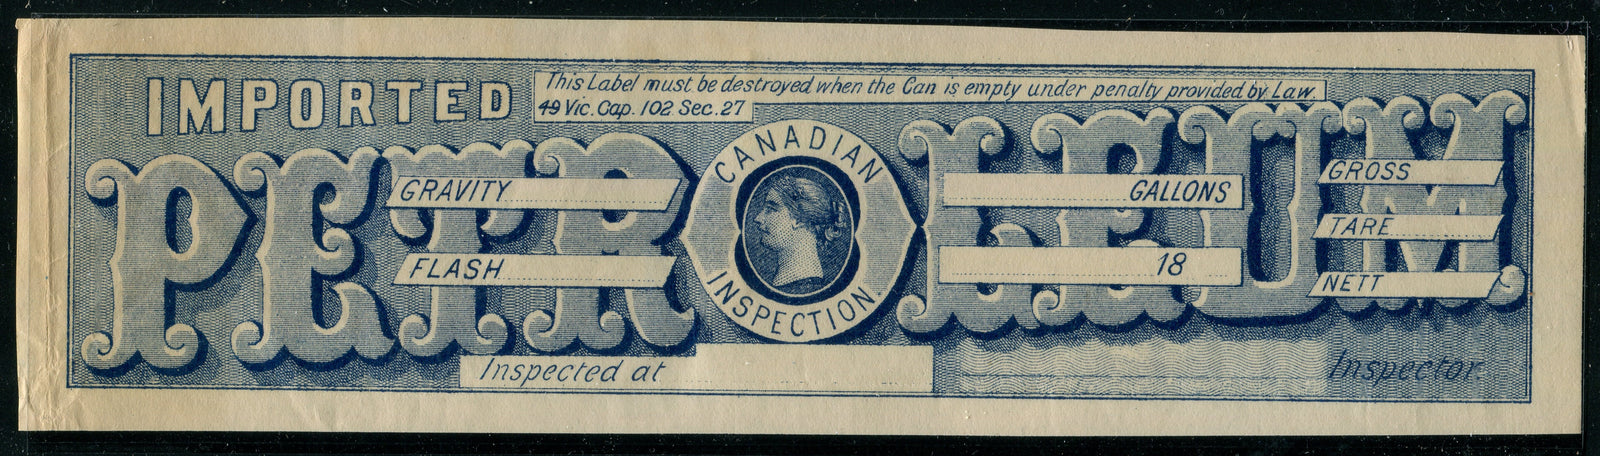 IMPORTED
This Label must be destroyed when the Can is empty under penalty provided by Law.
49 Vic. Cap. 102 Sec. 27
PETROLEUM
CANADIAN
INSPECTION.
GRAVITY
FLASH
GALLONS
18
GROSS
TARE
NETT
Inspected at
Inspector.